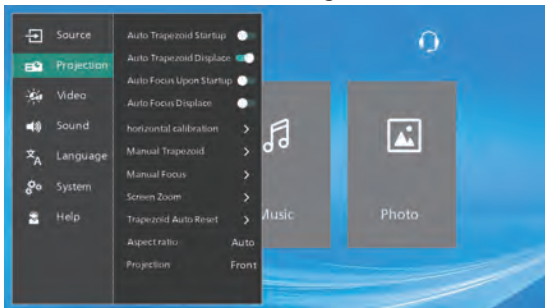 Source
Projection
Video
Sound
Language
System
Help
Auto Trapezoid Startup
Auto Trapezoid Displace
Auto Focus Upon Startup
Auto Focus Displace
horizontal calibration
Manual Trapezoid
Manual Focus
Screen Zoom
Trapezoid Auto Reset
Aspect ratio Auto
Projection Front
Music
Photo